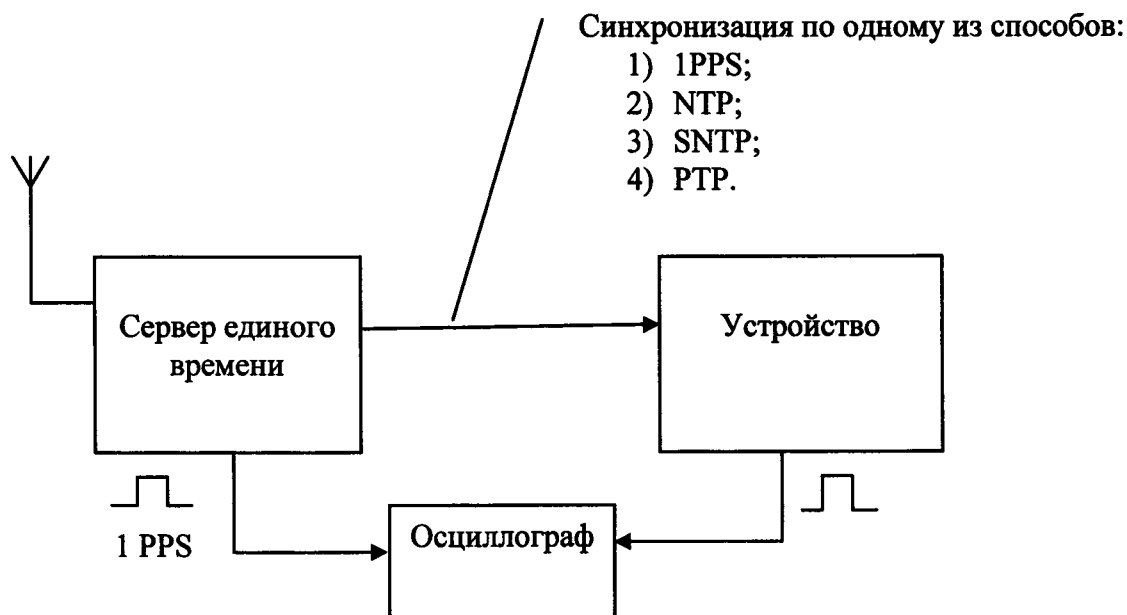 Синхронизация по одному из способов:
1) 1PPS;
2) NTP;
3) SNTP;
4) PTP.
Сервер единого
времени
Устройство
1 PPS
Осциллограф